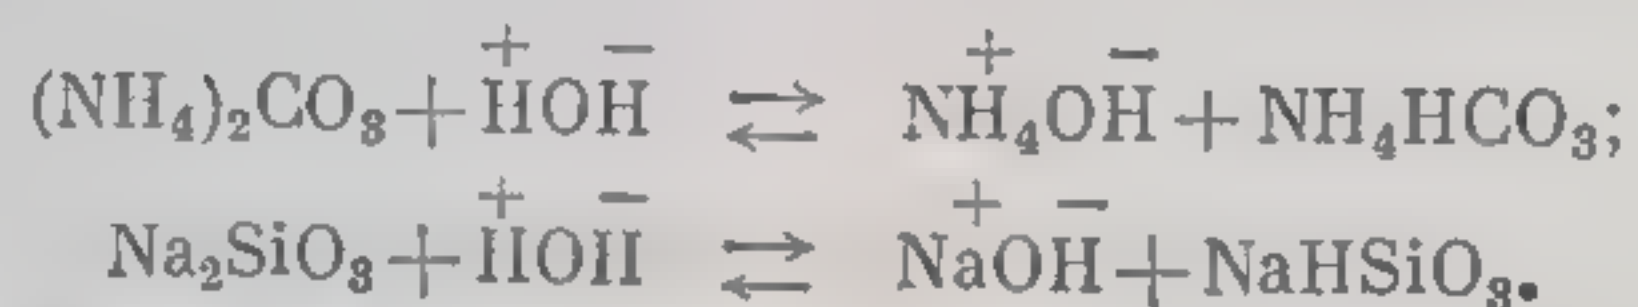 (NH₄)₂CO₃ + H⁺OH⁻ ⇄ NH₄⁺OH⁻ + NH₄HCO₃;
Na₂SiO₃ + H⁺OH⁻ ⇄ Na⁺OH⁻ + NaHSiO₃.